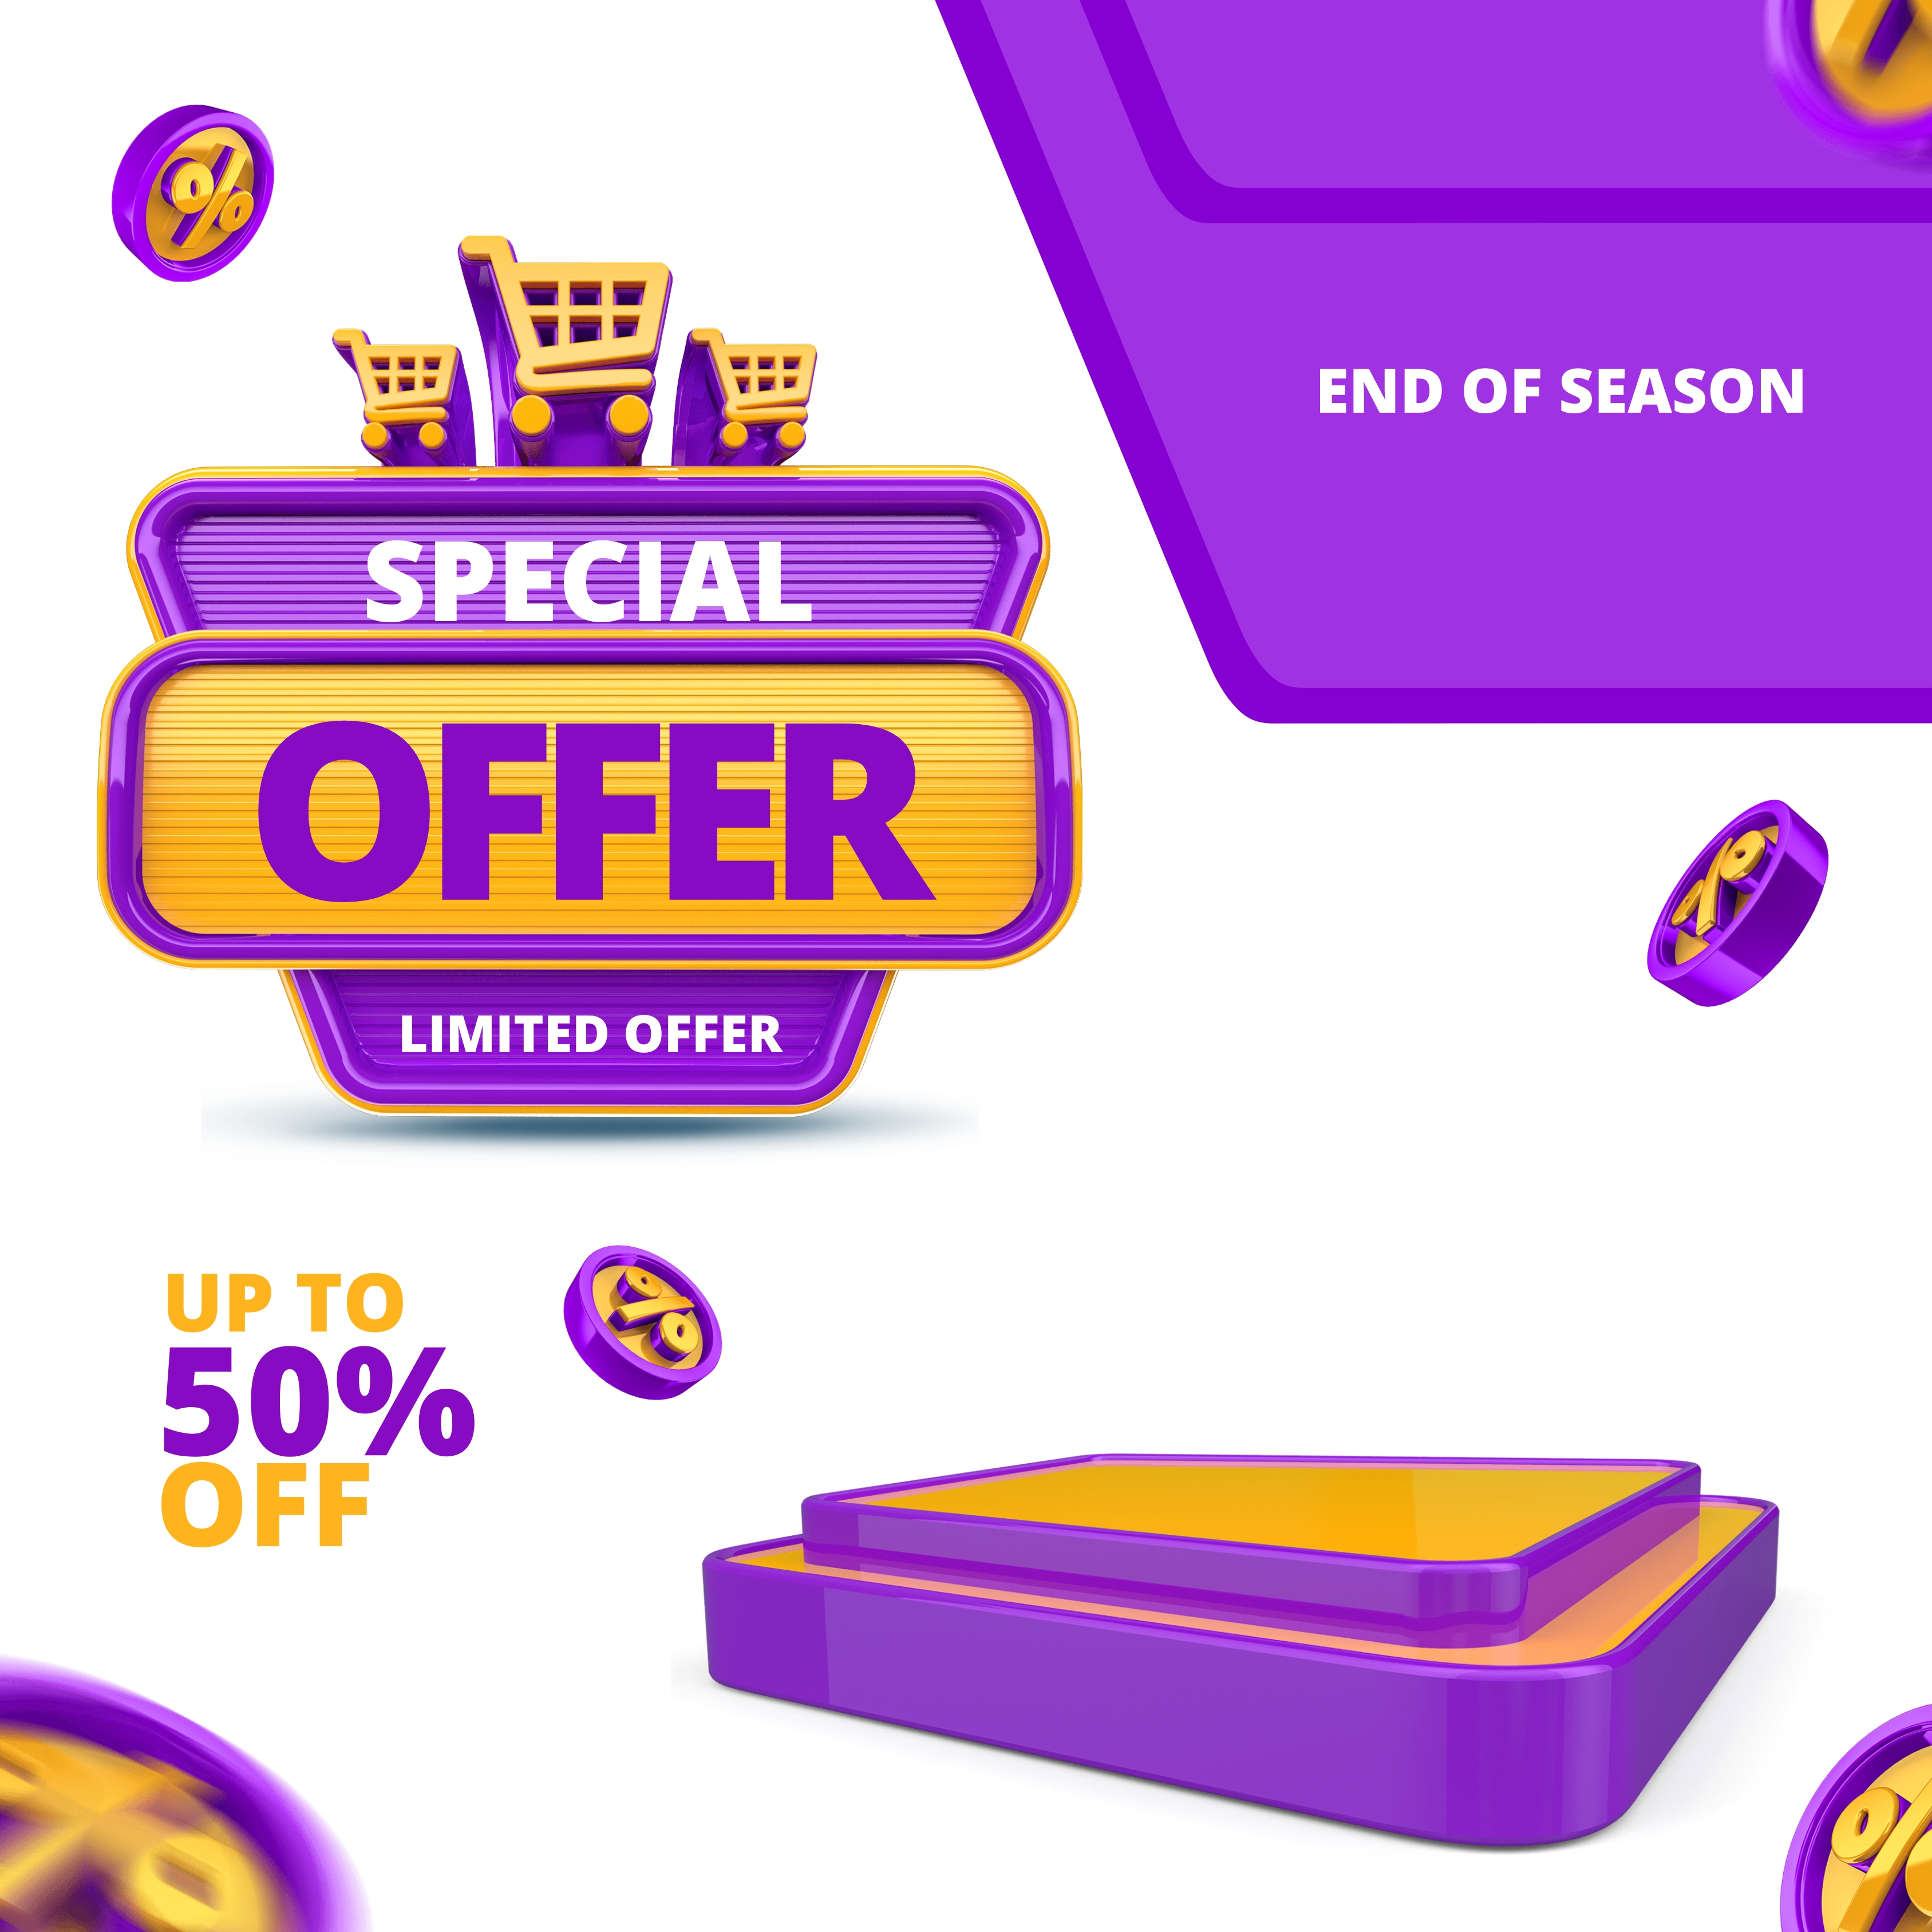 END OF SEASON
SPECIAL
OFFER
LIMITED OFFER
UP TO
50%
OFF
%
%
%
%